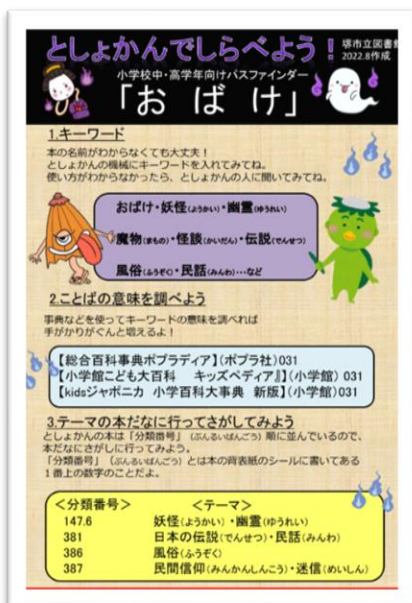 としょかんでしらべよう！
堺市立図書館
2022.8作成
小学校中・高学年向けパスファインダー
「おばけ」
1.キーワード
本の名前がわからなくても大丈夫！
としょかんの機械にキーワードを入れてみてね。
使い方がわからなかったら、としょかんの人に聞いてみてね。
おばけ・妖怪(ようかい)・幽霊(ゆうれい)
魔物(まもの)・怪談(かいだん)・伝説(でんせつ)
風俗(ふうぞく)・民話(みんわ)…など
2.ことばの意味を調べよう
事典などを使ってキーワードの意味を調べれば
手がかりがぐんと増えるよ！
【総合百科事典ポプラディア】(ポプラ社)031
【小学館こども大百科　キッズペディア』】(小学館) 031
【kidsジャポニカ　小学百科大事典　新版】(小学館)031
3.テーマの本だなに行ってさがしてみよう
としょかんの本は「分類番号」(ぶんるいばんごう)順に並んでいるので、
本だなにさがしに行ってみよう。
「分類番号」(ぶんるいばんごう)とは本の背表紙のシールに書いてある
1番上の数字のことだよ。
＜分類番号＞　＜テーマ＞
147.6　妖怪(ようかい)・幽霊(ゆうれい)
381　日本の伝説(でんせつ)・民話(みんわ)
386　風俗(ふうぞく)
387　民間信仰(みんかんしんこう)・迷信(めいしん)